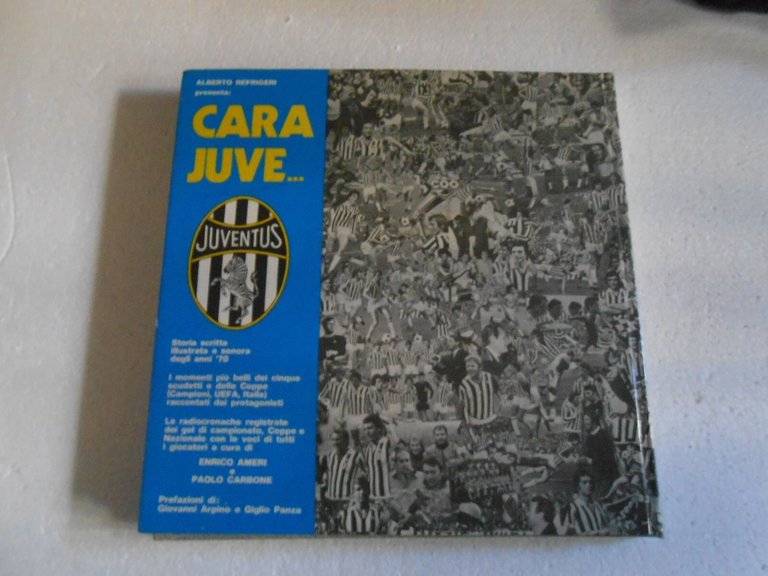 ALBERTO REFRIGERI
presenta:
CARA
JUVE...
JUVENTUS
Storia scritta
illustrata e sonora
degli anni '70
I momenti più belli dei cinque
scudetti e delle Coppe
(Campioni, UEFA, Italia)
raccontati dai protagonisti
Le radiocronache registrate
dei gol di campionato, Coppe e
Nazionale con le voci di tutti
i giocatori a cura di
ENRICO AMERI
e
PAOLO CARBONE
Prefazioni di:
Giovanni Arpino e Giglio Panza